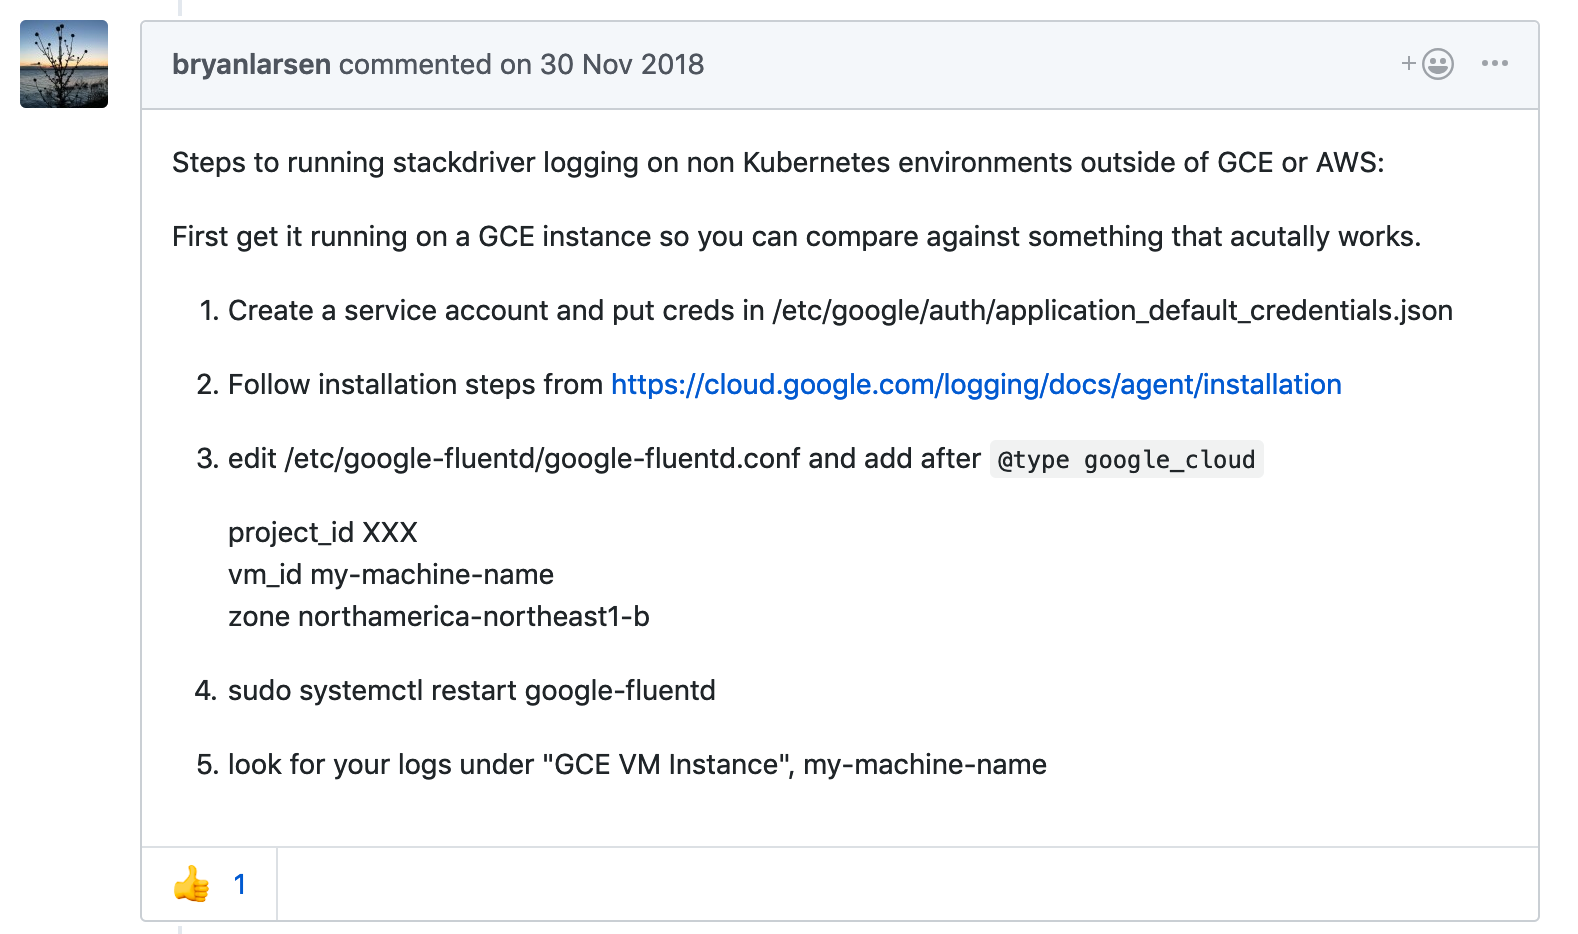 bryanlarsen commented on 30 Nov 2018
Steps to running stackdriver logging on non Kubernetes environments outside of GCE or AWS:
First get it running on a GCE instance so you can compare against something that acutally works.
1. Create a service account and put creds in /etc/google/auth/application_default_credentials.json
2. Follow installation steps from https://cloud.google.com/logging/docs/agent/installation
3. edit /etc/google-fluentd/google-fluentd.conf and add after @type google_cloud
project_id XXX
vm_id my-machine-name
zone northamerica-northeast1-b
4. sudo systemctl restart google-fluentd
5. look for your logs under "GCE VM Instance", my-machine-name
👍 1